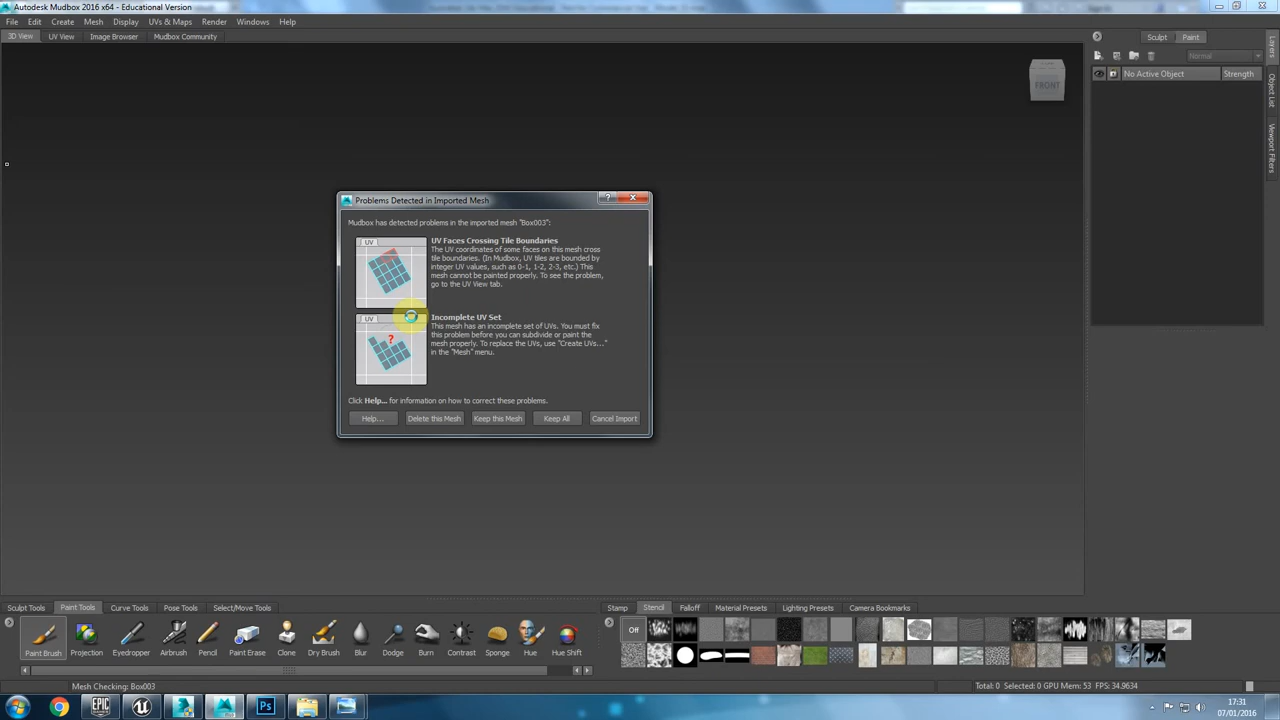 Autodesk Mudbox 2016 x64 - Educational Version
File Edit Create Mesh Display UVs & Maps Render Windows Help
3D View UV View Image Browser Mudbox Community
Sculpt Paint
Normal
No Active Object Strength
Layers
Object List
Viewport Filters
FRONT
Problems Detected in Imported Mesh
Mudbox has detected problems in the imported mesh "Box003":
UV
UV Faces Crossing Tile Boundaries
The UV coordinates of some faces on this mesh cross
tile boundaries. (In Mudbox, UV tiles are bounded by
integer UV values, such as 0-1, 1-2, 2-3, etc.) This
mesh cannot be painted properly. To see the problem,
go to the UV View tab.
UV
?
Incomplete UV Set
This mesh has an incomplete set of UVs. You must fix
this problem before you can subdivide or paint the
mesh properly. To replace the UVs, use "Create UVs..."
in the "Mesh" menu.
Click Help... for information on how to correct these problems.
Help... Delete this Mesh Keep this Mesh Keep All Cancel Import
Sculpt Tools Paint Tools Curve Tools Pose Tools Select/Move Tools
Stamp Stencil Falloff Material Presets Lighting Presets Camera Bookmarks
Off
Paint Brush Projection Eyedropper Airbrush Pencil Paint Erase Clone Dry Brush Blur Dodge Burn Contrast Sponge Hue Hue Shift
Mesh Checking: Box003
Total: 0 Selected: 0 GPU Mem: 53 FPS: 34.9634
EPIC
Ps
17:31
07/01/2016